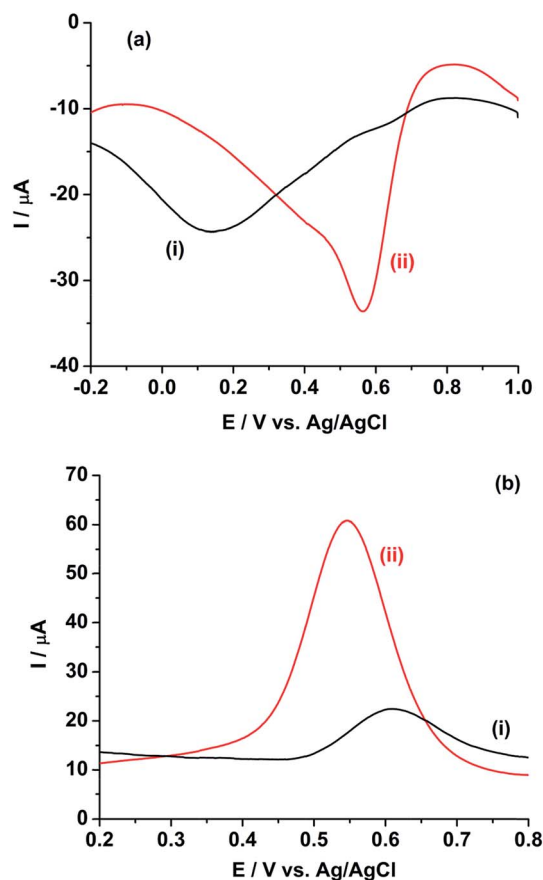 (a)
0
-10
-20
-30
-40
I / μA
(i)
(ii)
-0.2 0.0 0.2 0.4 0.6 0.8 1.0
E / V vs. Ag/AgCl
(b)
70
60
50
40
30
20
10
0
I / μA
(ii)
(i)
0.2 0.3 0.4 0.5 0.6 0.7 0.8
E / V vs. Ag/AgCl